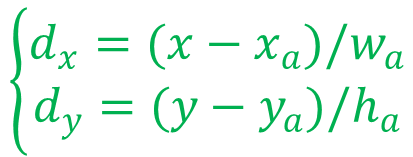 d_x = (x − x_a)/w_a
d_y = (y − y_a)/h_a